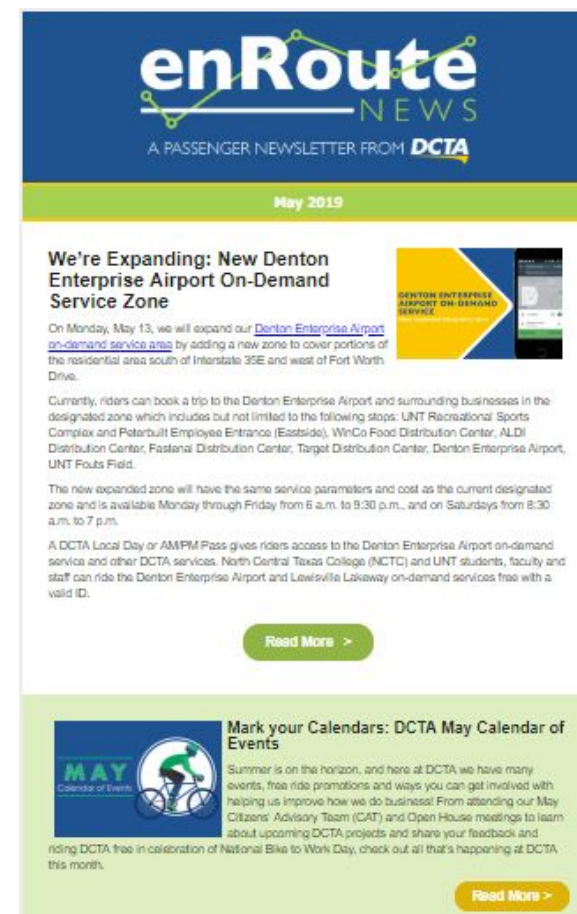 enRoute
NEWS
A PASSENGER NEWSLETTER FROM DCTA
May 2019
We're Expanding: New Denton
Enterprise Airport On-Demand
Service Zone
DENTON ENTERPRISE
AIRPORT ON-DEMAND
SERVICE
On Monday, May 13, we will expand our Denton Enterprise Airport
on-demand service area by adding a new zone to cover portions of
the residential area south of Interstate 35E and west of Fort Worth
Drive.
Currently, riders can book a trip to the Denton Enterprise Airport and surrounding businesses in the
designated zone which includes but not limited to the following stops: UNT Recreational Sports
Complex and Peterbuilt Employee Entrance (Eastside), WinCo Food Distribution Center, ALDI
Distribution Center, Fastenal Distribution Center, Target Distribution Center, Denton Enterprise Airport,
UNT Fouts Field.
The new expanded zone will have the same service parameters and cost as the current designated
zone and is available Monday through Friday from 6 a.m. to 9:30 p.m., and on Saturdays from 8:30
a.m. to 7 p.m.
A DCTA Local Day or AM/PM Pass gives riders access to the Denton Enterprise Airport on-demand
service and other DCTA services. North Central Texas College (NCTC) and UNT students, faculty and
staff can ride the Denton Enterprise Airport and Lewisville Lakeway on-demand services free with a
valid ID.
Read More >
MAY
Calendar of Events
Mark your Calendars: DCTA May Calendar of
Events
Summer is on the horizon, and here at DCTA we have many
events, free ride promotions and ways you can get involved with
helping us improve how we do business! From attending our May
Citizens' Advisory Team (CAT) and Open House meetings to learn
about upcoming DCTA projects and share your feedback and
riding DCTA free in celebration of National Bike to Work Day, check out all that's happening at DCTA
this month.
Read More >